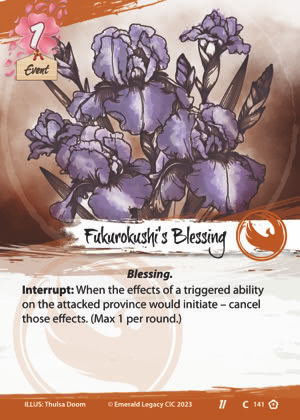 1
Event
Fukurokushi's Blessing
Blessing.
Interrupt: When the effects of a triggered ability
on the attacked province would initiate – cancel
those effects. (Max 1 per round.)
ILLUS: Thulsa Doom © Emerald Legacy CIC 2023 C 141